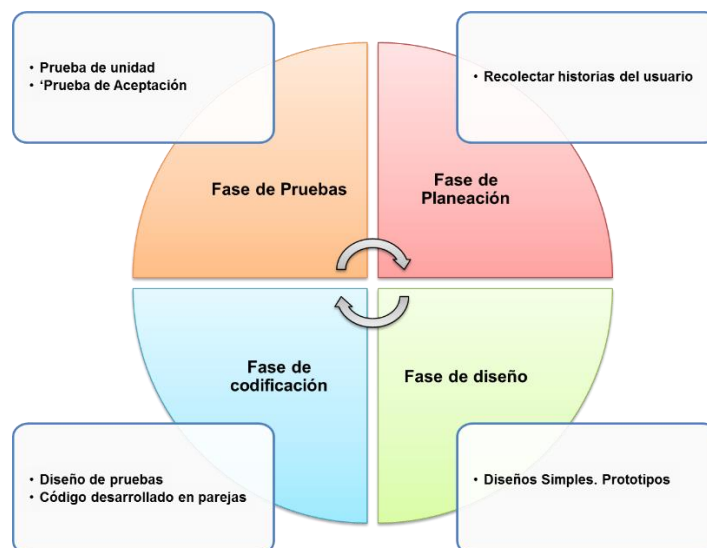 • Prueba de unidad
• ‘Prueba de Aceptación
• Recolectar historias del usuario
Fase de Pruebas
Fase de
Planeación
Fase de
codificación
Fase de diseño
• Diseño de pruebas
• Código desarrollado en parejas
• Diseños Simples. Prototipos